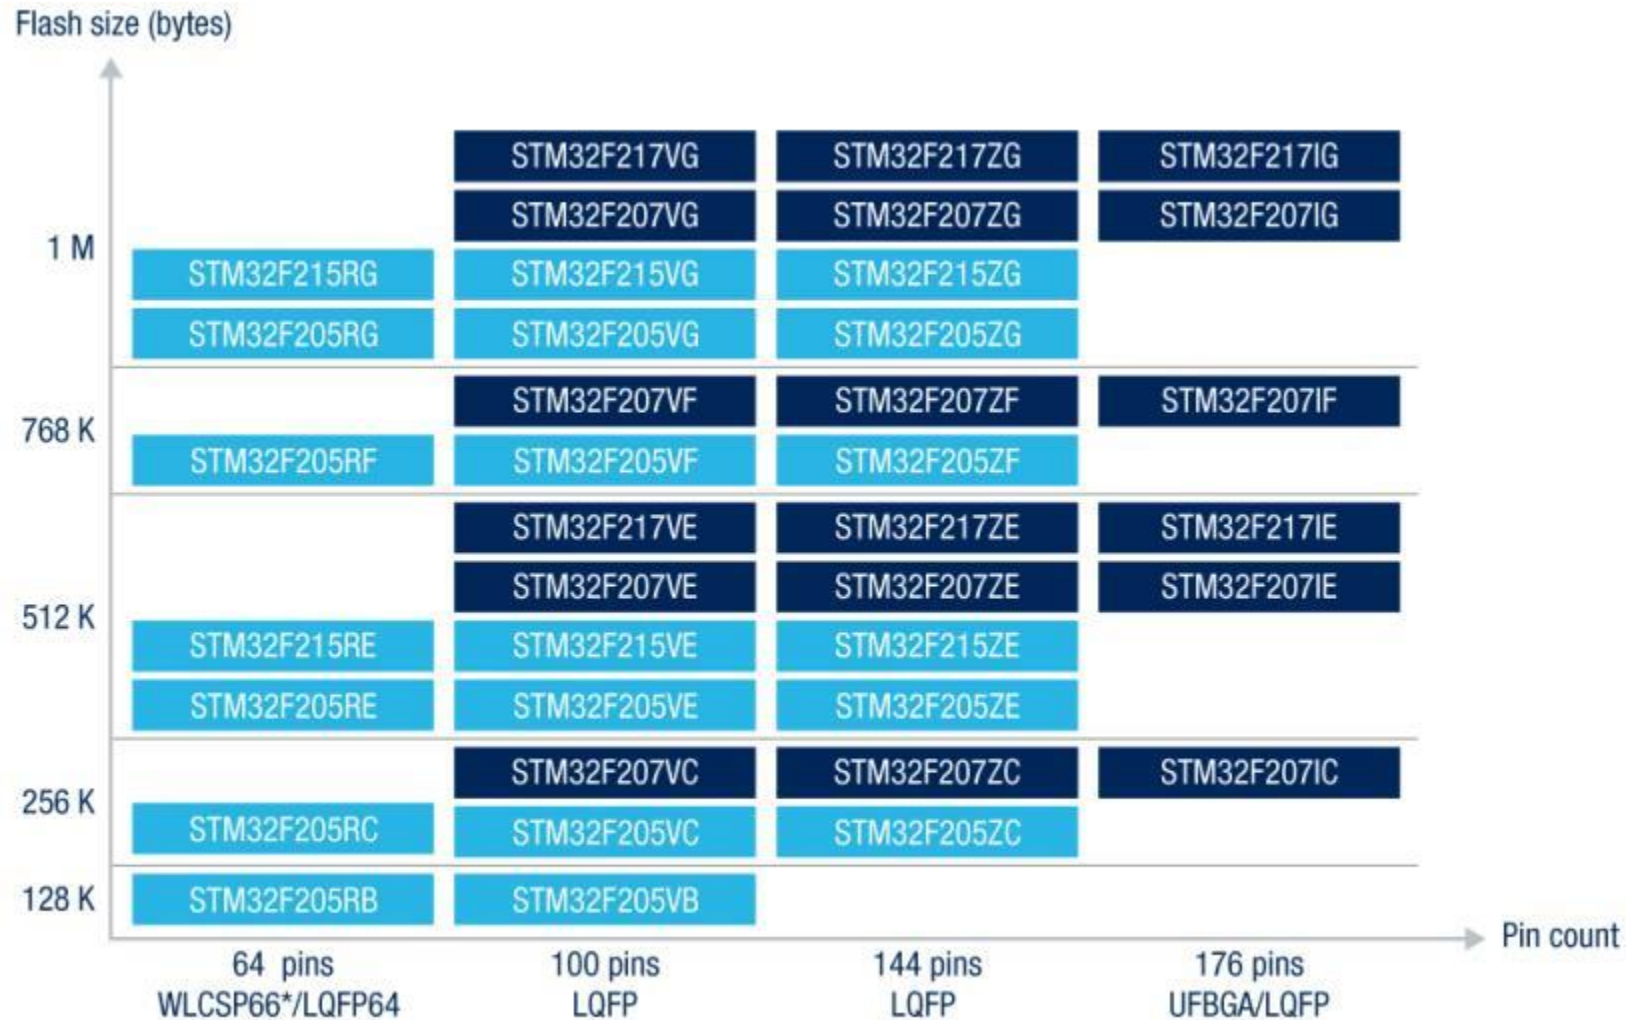 Flash size (bytes)
STM32F217VG STM32F217ZG STM32F217IG
STM32F207VG STM32F207ZG STM32F207IG
1 M
STM32F215RG STM32F215VG STM32F215ZG
STM32F205RG STM32F205VG STM32F205ZG
STM32F207VF STM32F207ZF STM32F207IF
768 K
STM32F205RF STM32F205VF STM32F205ZF
STM32F217VE STM32F217ZE STM32F217IE
STM32F207VE STM32F207ZE STM32F207IE
512 K
STM32F215RE STM32F215VE STM32F215ZE
STM32F205RE STM32F205VE STM32F205ZE
STM32F207VC STM32F207ZC STM32F207IC
256 K
STM32F205RC STM32F205VC STM32F205ZC
128 K STM32F205RB STM32F205VB
Pin count
64 pins 100 pins 144 pins 176 pins
WLCSP66*/LQFP64 LQFP LQFP UFBGA/LQFP